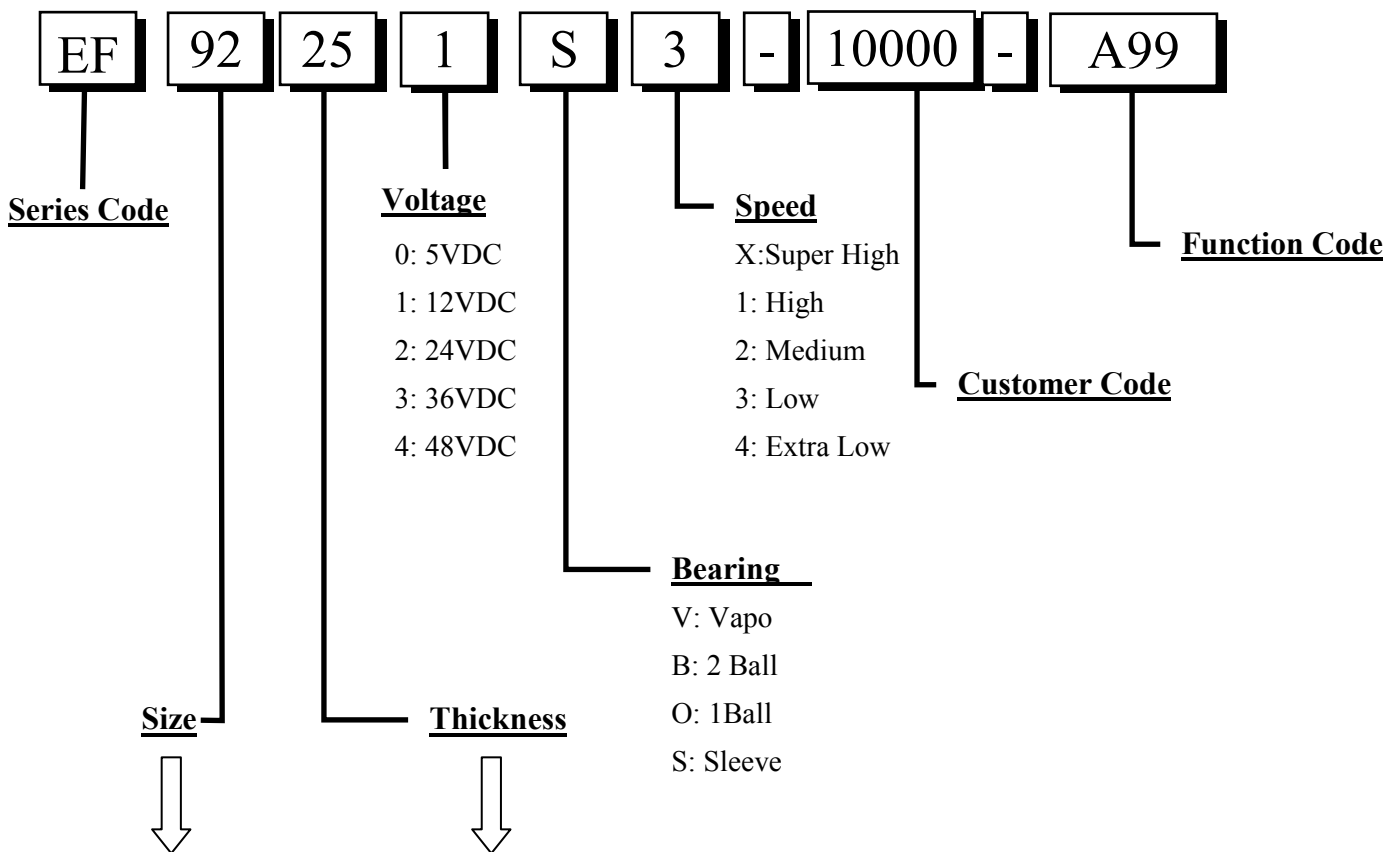 EF 92 25 1 S 3 - 10000 - A99
Series Code
Voltage
0: 5VDC
1: 12VDC
2: 24VDC
3: 36VDC
4: 48VDC
Speed
X:Super High
1: High
2: Medium
3: Low
4: Extra Low
Function Code
Customer Code
Bearing
V: Vapo
B: 2 Ball
O: 1Ball
S: Sleeve
Size
Thickness